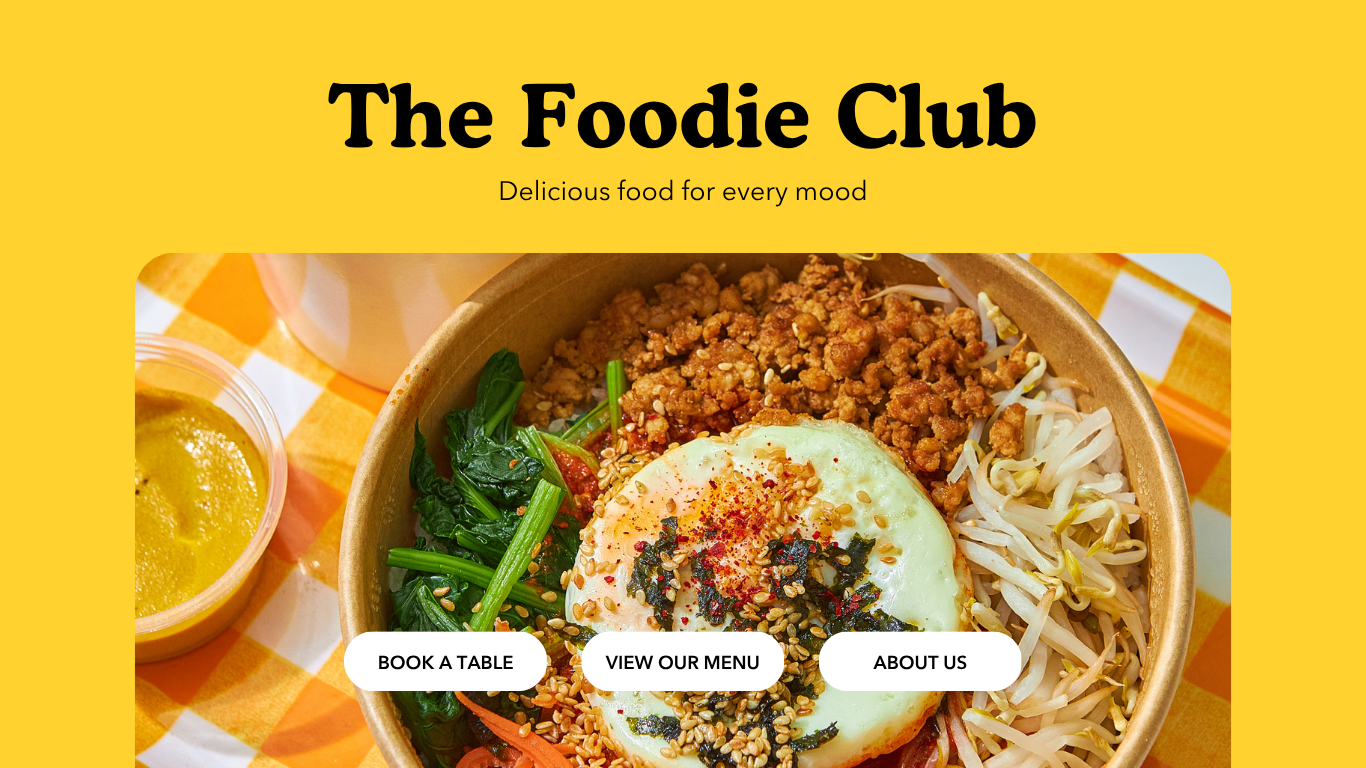 The Foodie Club
Delicious food for every mood
BOOK A TABLE
VIEW OUR MENU
ABOUT US